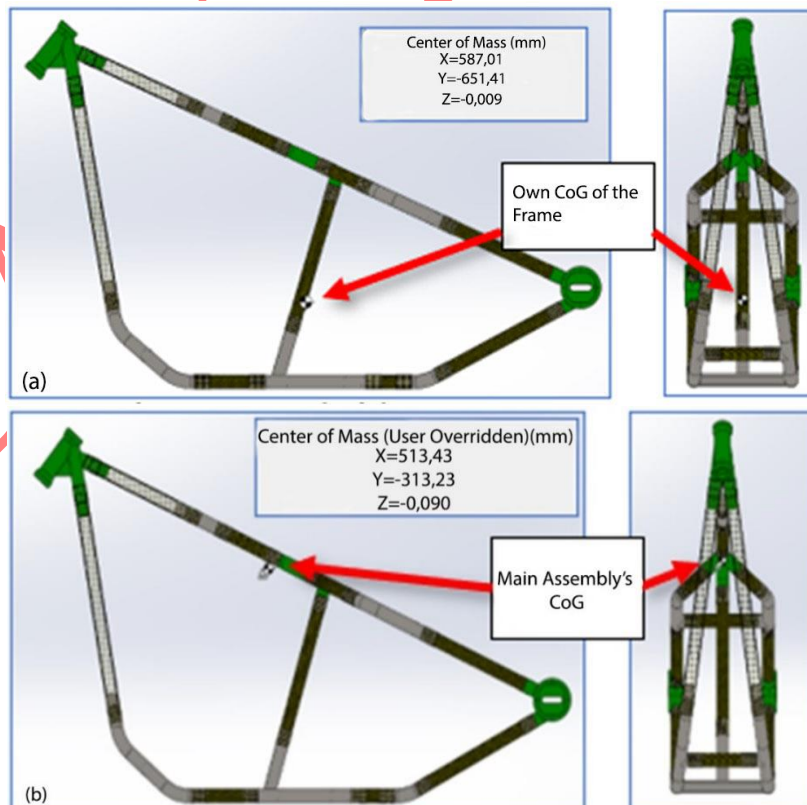 Center of Mass (mm)
X=587,01
Y=-651,41
Z=-0,009
Own CoG of the
Frame
(a)
Center of Mass (User Overridden)(mm)
X=513,43
Y=-313,23
Z=-0,090
Main Assembly's
CoG
(b)